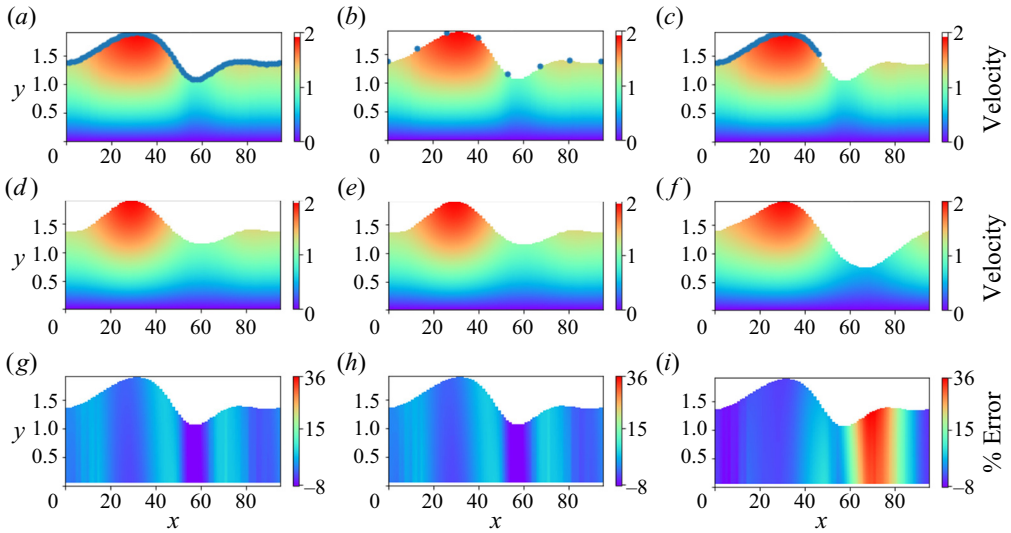 (a) (b) (c)
y 1.5 1.0 0.5 0 20 40 60 80 2 1 0 0 20 40 60 80 2 1 0 1.5 1.0 0.5 0 20 40 60 80 2 1 0 Velocity
(d) (e) (f)
y 1.5 1.0 0.5 0 20 40 60 80 2 1 0 1.5 1.0 0.5 0 20 40 60 80 2 1 0 1.5 1.0 0.5 0 20 40 60 80 2 1 0 Velocity
(g) (h) (i)
y 1.5 1.0 0.5 0 20 40 60 80 36 15 –8 1.5 1.0 0.5 0 20 40 60 80 36 15 –8 1.5 1.0 0.5 0 20 40 60 80 36 15 –8 % Error
x x x